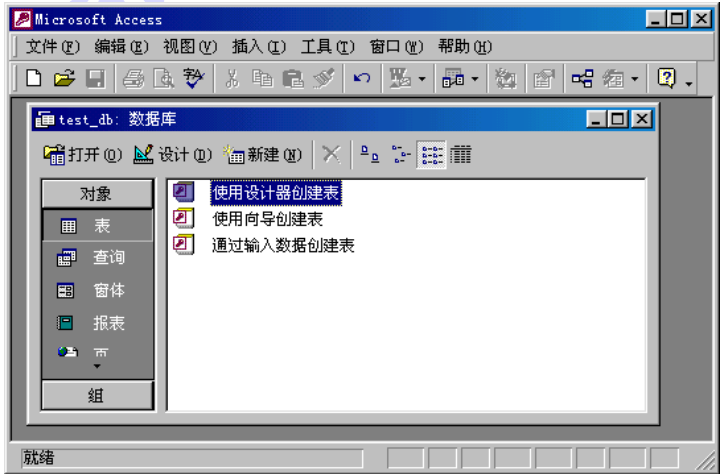 Microsoft Access
文件(F) 编辑(E) 视图(V) 插入(I) 工具(T) 窗口(W) 帮助(H)
test_db: 数据库
打开(O) 设计(D) 新建(N)
对象
表
查询
窗体
报表
页
组
使用设计器创建表
使用向导创建表
通过输入数据创建表
就绪